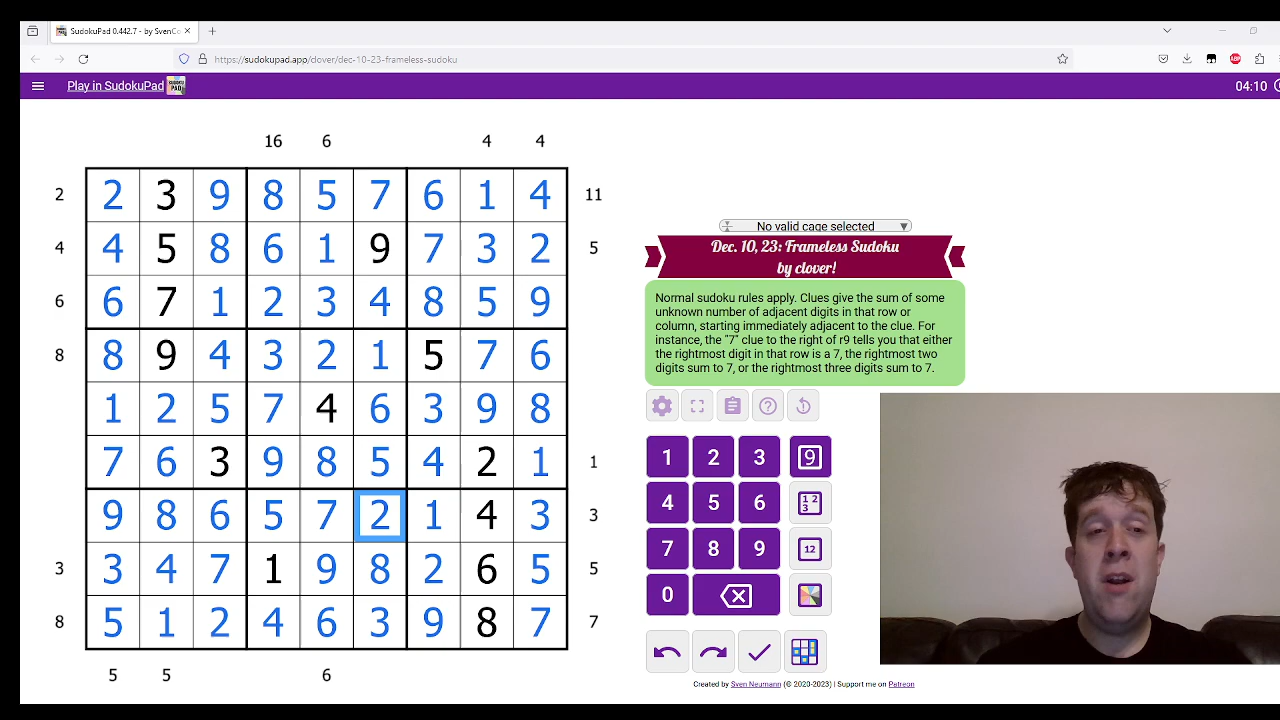 SudokuPad 0.442.7 - by SvenCo
https://sudokupad.app/clover/dec-10-23-frameless-sudoku
Play in SudokuPad
04:10
16 6 4 4
2 2 3 9 8 5 7 6 1 4 11
4 4 5 8 6 1 9 7 3 2 5
6 6 7 1 2 3 4 8 5 9
8 8 9 4 3 2 1 5 7 6
1 2 5 7 4 6 3 9 8
7 6 3 9 8 5 4 2 1 1
9 8 6 5 7 2 1 4 3 3
3 3 4 7 1 9 8 2 6 5 5
8 5 1 2 4 6 3 9 8 7 7
5 5 6
No valid cage selected
Dec. 10, 23: Frameless Sudoku
by clover!
Normal sudoku rules apply. Clues give the sum of some
unknown number of adjacent digits in that row or
column, starting immediately adjacent to the clue. For
instance, the "7" clue to the right of r9 tells you that either
the rightmost digit in that row is a 7, the rightmost two
digits sum to 7, or the rightmost three digits sum to 7.
1 2 3 9
4 5 6 1 2 3
7 8 9 12
0
Created by Sven Neumann (© 2020-2023) | Support me on Patreon